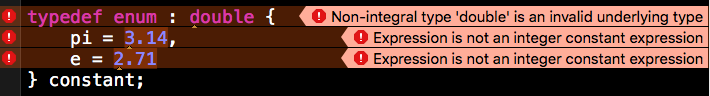 typedef enum : double { Non-integral type 'double' is an invalid underlying type
pi = 3.14, Expression is not an integer constant expression
e = 2.71 Expression is not an integer constant expression
} constant;